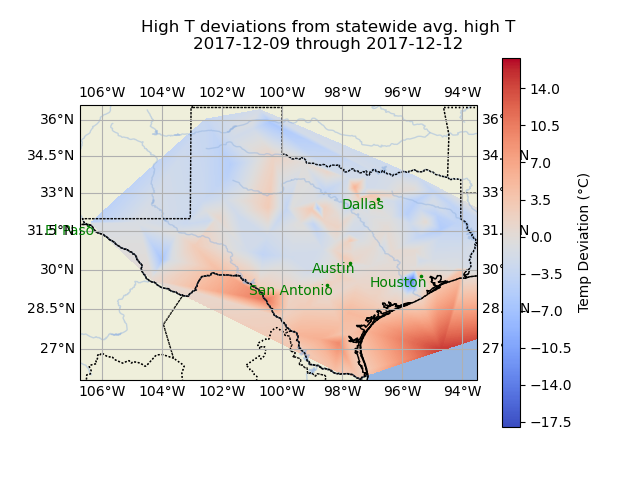 High T deviations from statewide avg. high T
2017-12-09 through 2017-12-12
106°W 104°W 102°W 100°W 98°W 96°W 94°W
36°N 36°
34.5°N 34. N
33°N 33°
Dallas
El Paso 31.5°N 31. N
30°N Austin 30°
San Antonio Houston
28.5°N 28. N
27°N 27°
106°W 104°W 102°W 100°W 98°W 96°W 94°W
14.0
10.5
7.0
3.5
0.0
−3.5
−7.0
−10.5
−14.0
−17.5
Temp Deviation (°C)